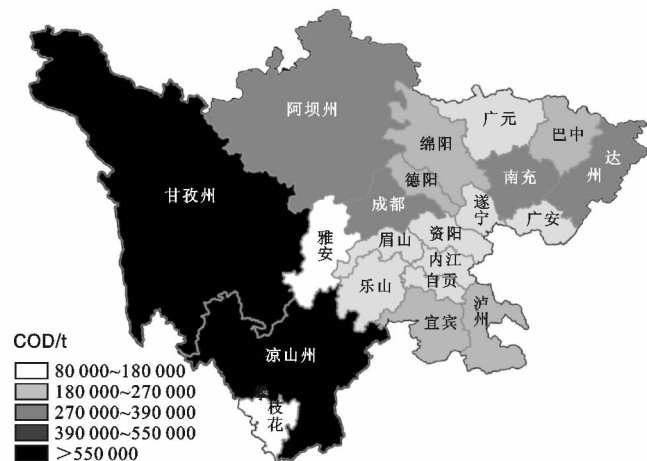 阿坝州
广元
巴中
绵阳
达州
德阳
南充
甘孜州
成都
遂宁
广安
雅安
眉山
资阳
内江
自贡
乐山
泸州
宜宾
凉山州
枝花
COD/t
80 000~180 000
180 000~270 000
270 000~390 000
390 000~550 000
>550 000